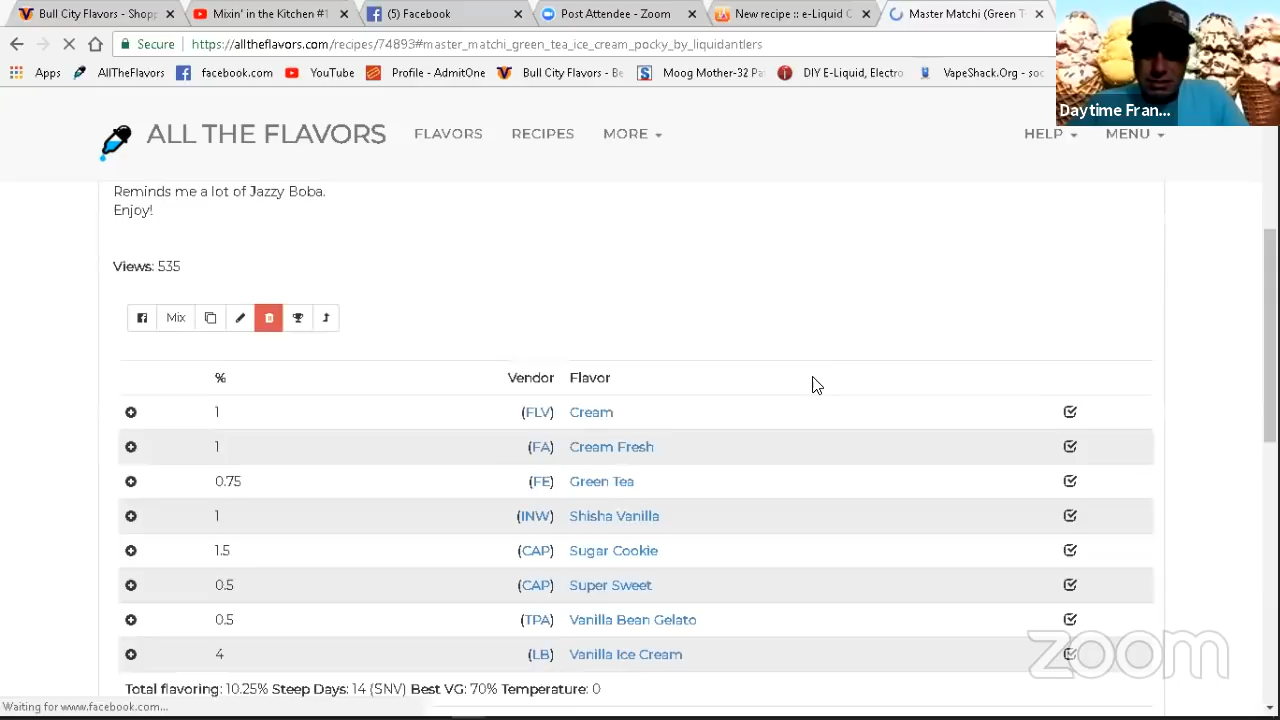 Bull City Flavors - Shopp
Mixin' in the Kitchen #1
(5) Facebook
Post Attendee - Zoom
New recipe :: e-Liquid C
Master Matchi (Green T
Secure
https://alltheflavors.com/recipes/74893#master_matchi_green_tea_ice_cream_pocky_by_liquidantlers
Apps
AllTheFlavors
facebook.com
YouTube
Profile - AdmitOne
Bull City Flavors - Be
Moog Mother-32 Pa
DIY E-Liquid, Electro
VapeShack.Org - soc
Daytime Fran...
ALL THE FLAVORS FLAVORS RECIPES MORE HELP MENU
Reminds me a lot of Jazzy Boba.
Enjoy!
Views: 535
Mix
% Vendor Flavor
1 (FLV) Cream
1 (FA) Cream Fresh
0.75 (FE) Green Tea
1 (INW) Shisha Vanilla
1.5 (CAP) Sugar Cookie
0.5 (CAP) Super Sweet
0.5 (TPA) Vanilla Bean Gelato
4 (LB) Vanilla Ice Cream
zoom
Total flavoring: 10.25% Steep Days: 14 (SNV) Best VG: 70% Temperature: 0
Waiting for www.facebook.com...